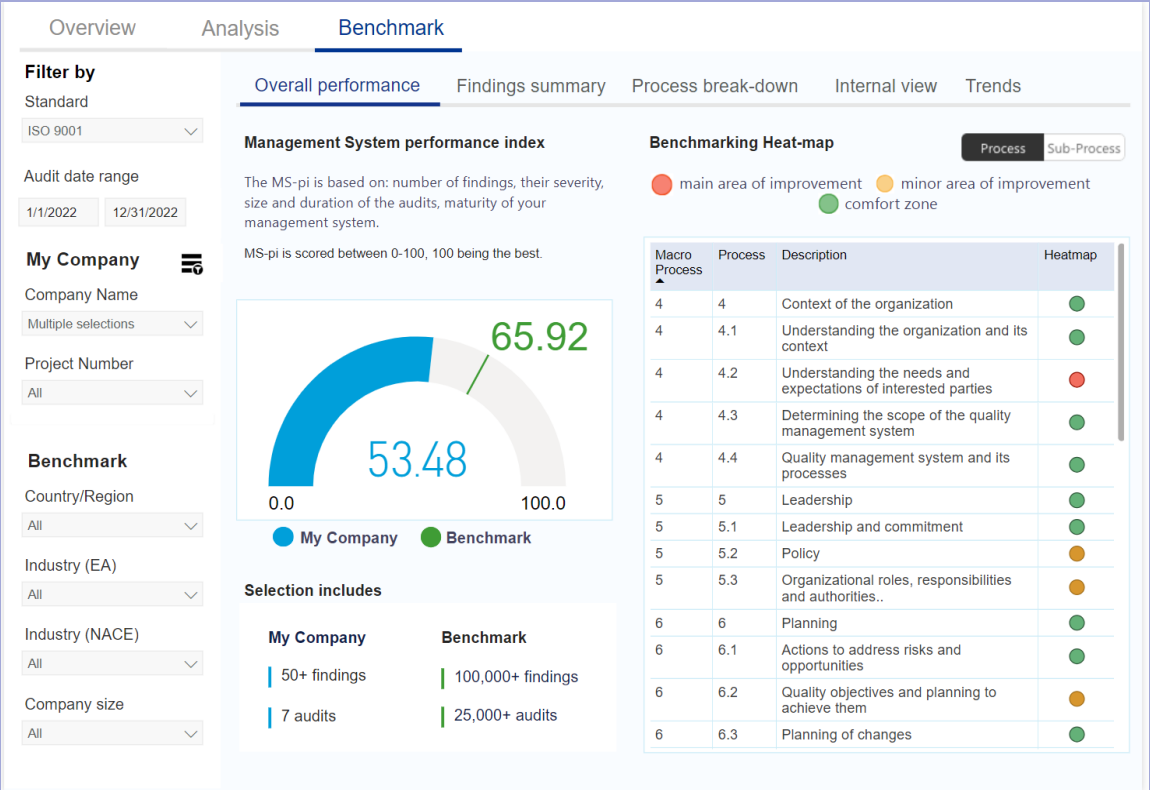 Overview
Analysis
Benchmark
Filter by
Standard
ISO 9001
Audit date range
1/1/2022
12/31/2022
My Company
Company Name
Multiple selections
Project Number
All
Benchmark
Country/Region
All
Industry (EA)
All
Industry (NACE)
All
Company size
All
Overall performance
Findings summary
Process break-down
Internal view
Trends
Management System performance index
The MS-pi is based on: number of findings, their severity,
size and duration of the audits, maturity of your
management system.
MS-pi is scored between 0-100, 100 being the best.
65.92
53.48
0.0
100.0
My Company
Benchmark
Selection includes
My Company
50+ findings
7 audits
Benchmark
100,000+ findings
25,000+ audits
Benchmarking Heat-map
Process
Sub-Process
main area of improvement
minor area of improvement
comfort zone
Macro
Process
Process
Description
Heatmap
4 4 Context of the organization
4 4.1 Understanding the organization and its
context
4 4.2 Understanding the needs and
expectations of interested parties
4 4.3 Determining the scope of the quality
management system
4 4.4 Quality management system and its
processes
5 5 Leadership
5 5.1 Leadership and commitment
5 5.2 Policy
5 5.3 Organizational roles, responsibilities
and authorities..
6 6 Planning
6 6.1 Actions to address risks and
opportunities
6 6.2 Quality objectives and planning to
achieve them
6 6.3 Planning of changes